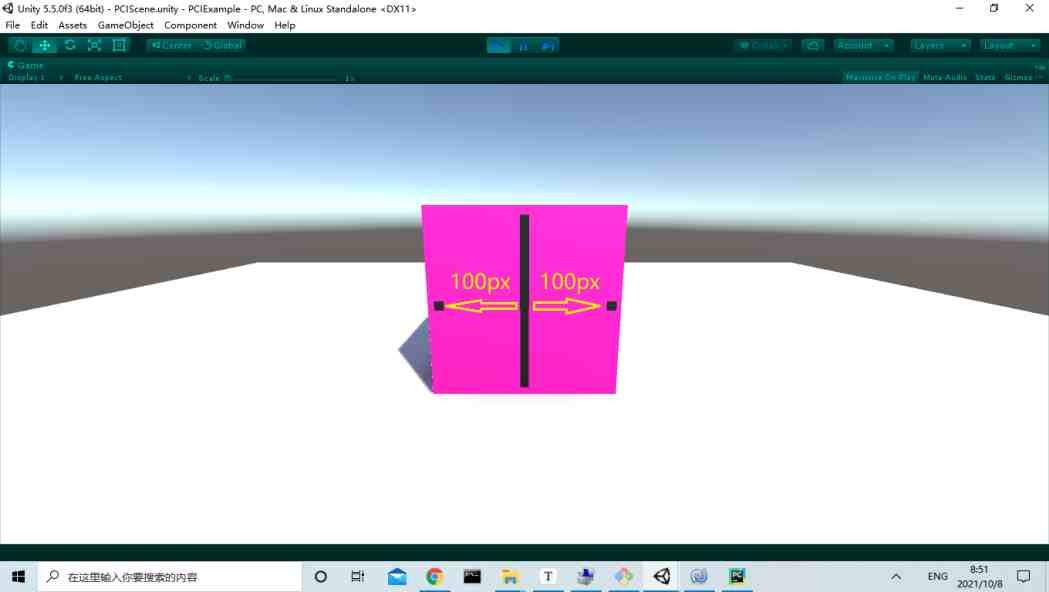 Unity 5.5.0f3 (64bit) - PCIScene.unity - PCIExample - PC, Mac & Linux Standalone <DX11>
File Edit Assets GameObject Component Window Help
Center Global Collab Account Layers Layout
Game
Display 1 Free Aspect Scale 1x Maximize On Play Mute Audio Stats Gizmos
100px 100px
在这里输入你要搜索的内容
T
PC
ENG
8:51
2021/10/8